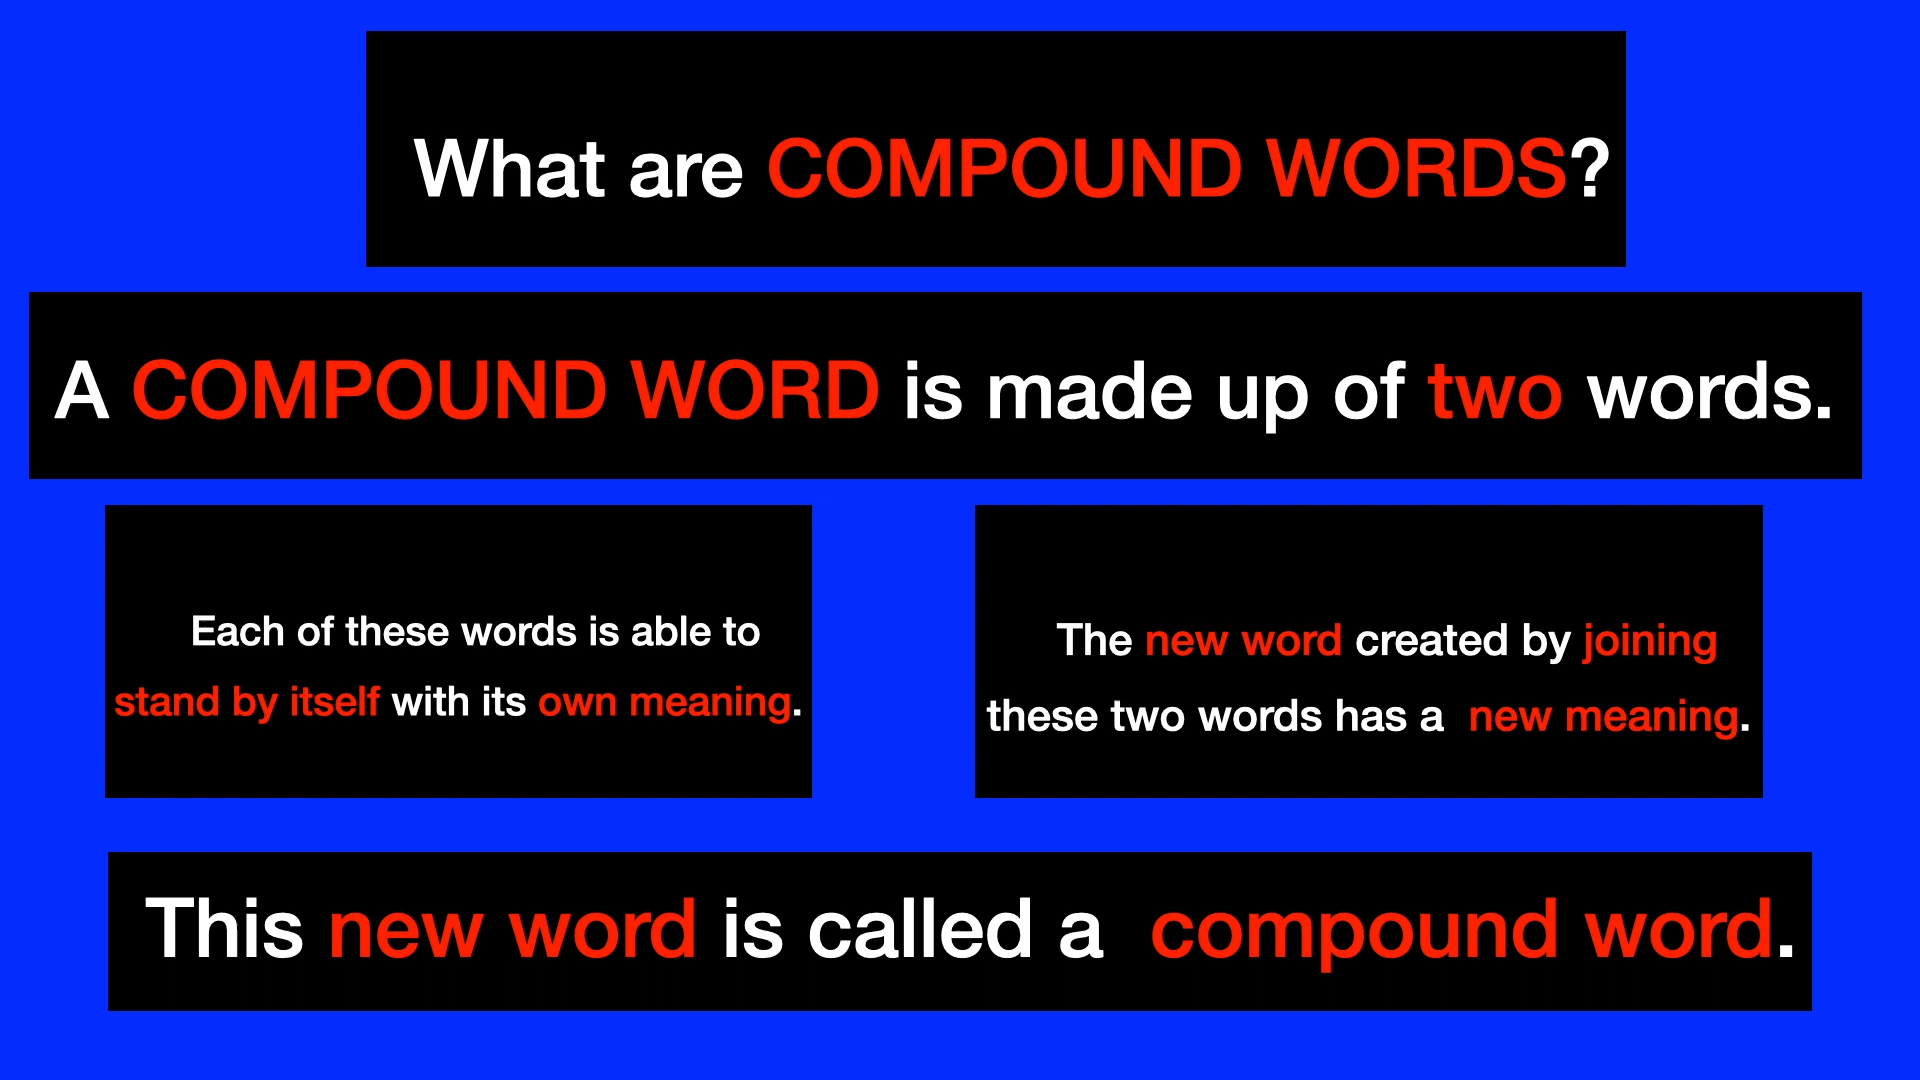 What are COMPOUND WORDS?
A COMPOUND WORD is made up of two words.
Each of these words is able to
stand by itself with its own meaning.
The new word created by joining
these two words has a new meaning.
This new word is called a compound word.